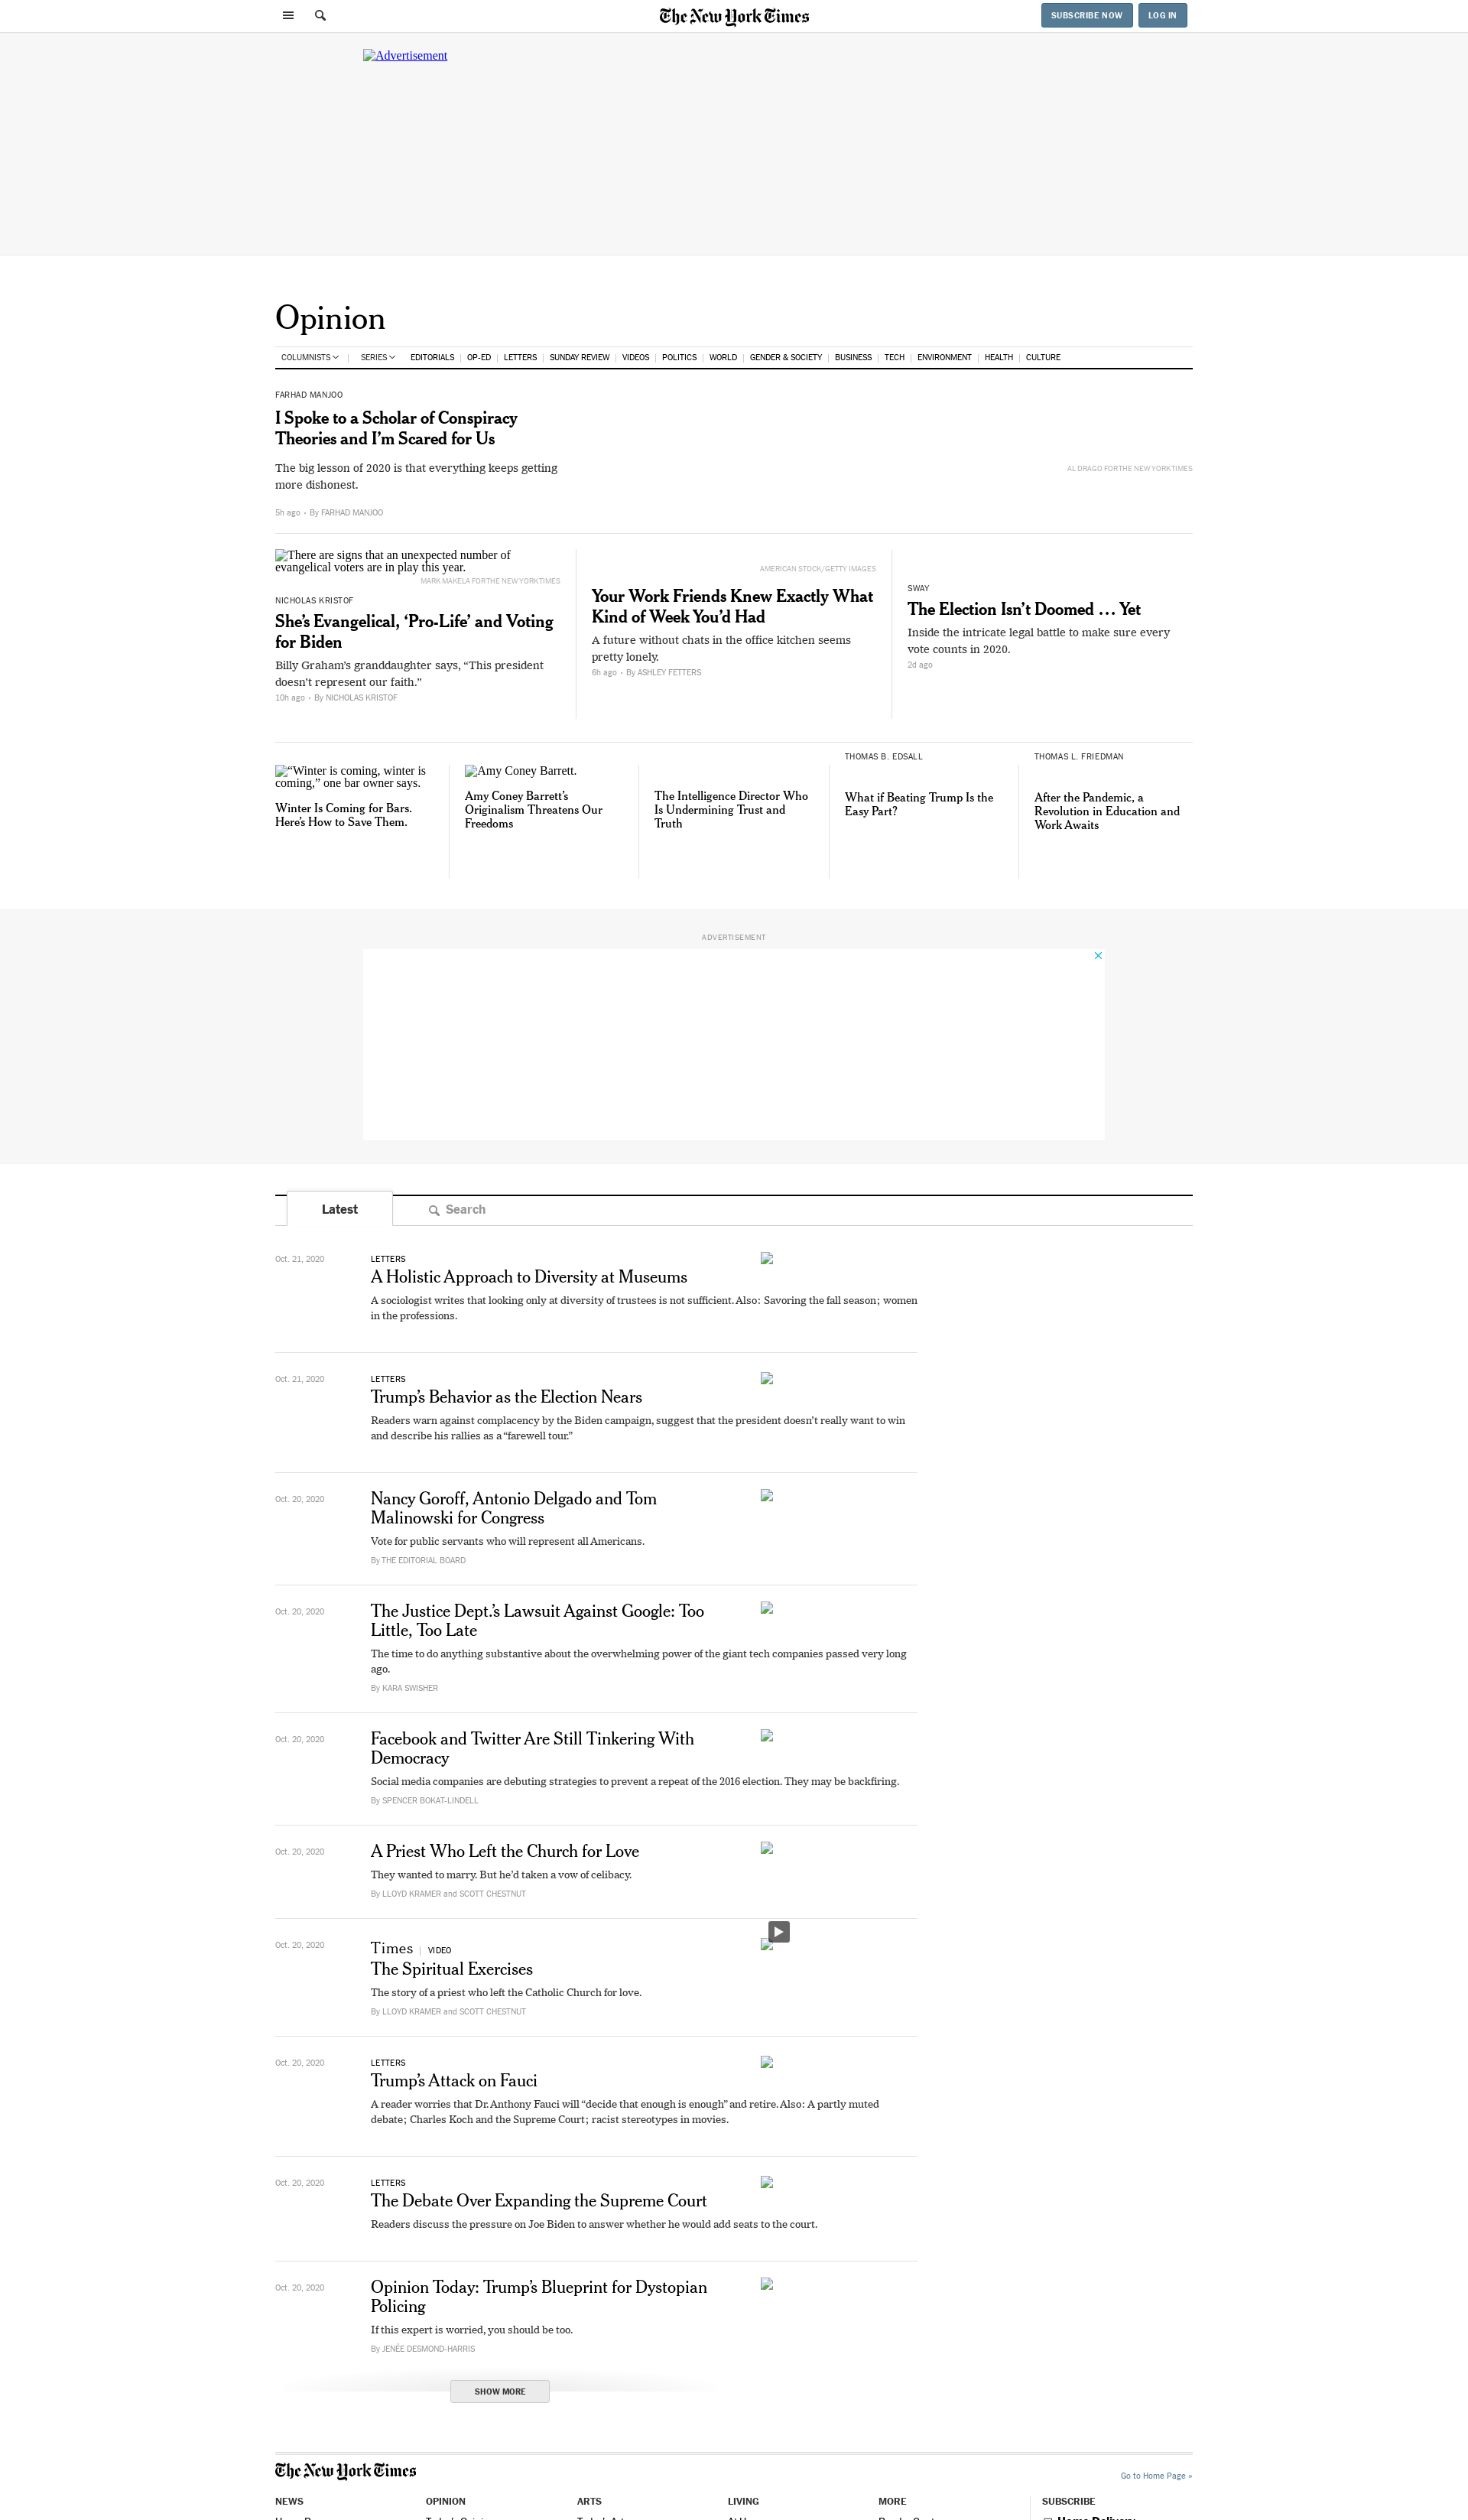 The New York Times
SUBSCRIBE NOW
LOG IN
Advertisement
Opinion
COLUMNISTS
SERIES
EDITORIALS
OP-ED
LETTERS
SUNDAY REVIEW
VIDEOS
POLITICS
WORLD
GENDER & SOCIETY
BUSINESS
TECH
ENVIRONMENT
HEALTH
CULTURE
FARHAD MANJOO
I Spoke to a Scholar of Conspiracy
Theories and I’m Scared for Us
The big lesson of 2020 is that everything keeps getting
more dishonest.
5h ago • By FARHAD MANJOO
AL DRAGO FOR THE NEW YORK TIMES
There are signs that an unexpected number of
evangelical voters are in play this year.
MARK MAKELA FOR THE NEW YORK TIMES
NICHOLAS KRISTOF
She’s Evangelical, ‘Pro-Life’ and Voting
for Biden
Billy Graham’s granddaughter says, “This president
doesn’t represent our faith.”
10h ago • By NICHOLAS KRISTOF
AMERICAN STOCK/GETTY IMAGES
Your Work Friends Knew Exactly What
Kind of Week You’d Had
A future without chats in the office kitchen seems
pretty lonely.
6h ago • By ASHLEY FETTERS
SWAY
The Election Isn’t Doomed … Yet
Inside the intricate legal battle to make sure every
vote counts in 2020.
2d ago
“Winter is coming, winter is
coming,” one bar owner says.
Winter Is Coming for Bars.
Here’s How to Save Them.
Amy Coney Barrett.
Amy Coney Barrett’s
Originalism Threatens Our
Freedoms
The Intelligence Director Who
Is Undermining Trust and
Truth
THOMAS B. EDSALL
What if Beating Trump Is the
Easy Part?
THOMAS L. FRIEDMAN
After the Pandemic, a
Revolution in Education and
Work Awaits
ADVERTISEMENT
Latest
Search
Oct. 21, 2020
LETTERS
A Holistic Approach to Diversity at Museums
A sociologist writes that looking only at diversity of trustees is not sufficient. Also: Savoring the fall season; women
in the professions.
Oct. 21, 2020
LETTERS
Trump’s Behavior as the Election Nears
Readers warn against complacency by the Biden campaign, suggest that the president doesn’t really want to win
and describe his rallies as a “farewell tour.”
Oct. 20, 2020
Nancy Goroff, Antonio Delgado and Tom
Malinowski for Congress
Vote for public servants who will represent all Americans.
By THE EDITORIAL BOARD
Oct. 20, 2020
The Justice Dept.’s Lawsuit Against Google: Too
Little, Too Late
The time to do anything substantive about the overwhelming power of the giant tech companies passed very long
ago.
By KARA SWISHER
Oct. 20, 2020
Facebook and Twitter Are Still Tinkering With
Democracy
Social media companies are debuting strategies to prevent a repeat of the 2016 election. They may be backfiring.
By SPENCER BOKAT-LINDELL
Oct. 20, 2020
A Priest Who Left the Church for Love
They wanted to marry. But he’d taken a vow of celibacy.
By LLOYD KRAMER and SCOTT CHESTNUT
Oct. 20, 2020
Times | VIDEO
The Spiritual Exercises
The story of a priest who left the Catholic Church for love.
By LLOYD KRAMER and SCOTT CHESTNUT
Oct. 20, 2020
LETTERS
Trump’s Attack on Fauci
A reader worries that Dr. Anthony Fauci will “decide that enough is enough” and retire. Also: A partly muted
debate; Charles Koch and the Supreme Court; racist stereotypes in movies.
Oct. 20, 2020
LETTERS
The Debate Over Expanding the Supreme Court
Readers discuss the pressure on Joe Biden to answer whether he would add seats to the court.
Oct. 20, 2020
Opinion Today: Trump’s Blueprint for Dystopian
Policing
If this expert is worried, you should be too.
By JENÉE DESMOND-HARRIS
SHOW MORE
The New York Times
Go to Home Page »
NEWS
OPINION
ARTS
LIVING
MORE
SUBSCRIBE